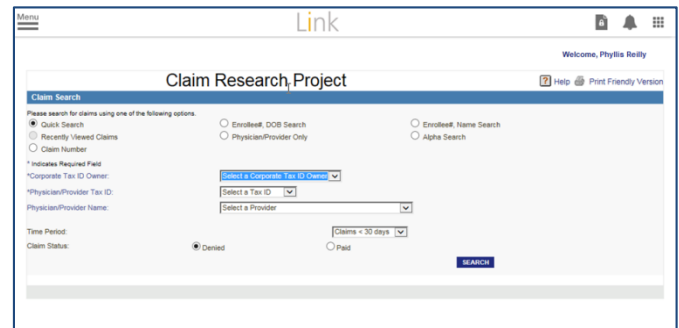 Menu
Link
Welcome, Phyllis Reilly
Claim Research Project
? Help Print Friendly Version
Claim Search
Please search for claims using one of the following options.
Quick Search Enrollee#, DOB Search Enrollee#, Name Search
Recently Viewed Claims Physician/Provider Only Alpha Search
Claim Number
* Indicates Required Field
*Corporate Tax ID Owner: Select a Corporate Tax ID Owner
*Physician/Provider Tax ID: Select a Tax ID
Physician/Provider Name: Select a Provider
Time Period: Claims < 30 days
Claim Status: Denied Paid
SEARCH